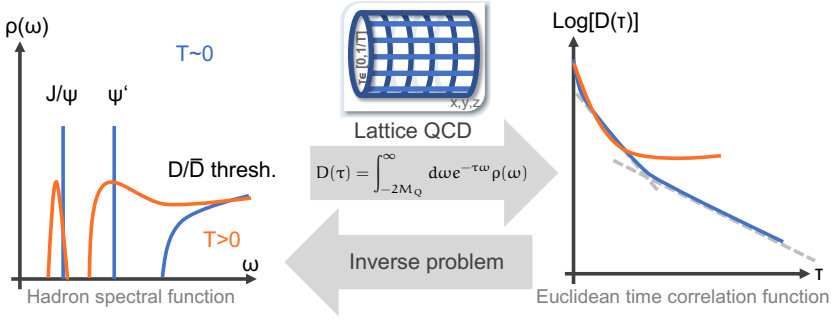 ρ(ω)
T~0
J/ψ
ψ‘
D/D̅ thresh.
T>0
ω
Hadron spectral function
τ∈ [0,1/T]
x,y,z
Lattice QCD
D(τ) = ∫_{-2M_Q}^{∞} dωe^{-τω}ρ(ω)
Inverse problem
Log[D(τ)]
τ
Euclidean time correlation function